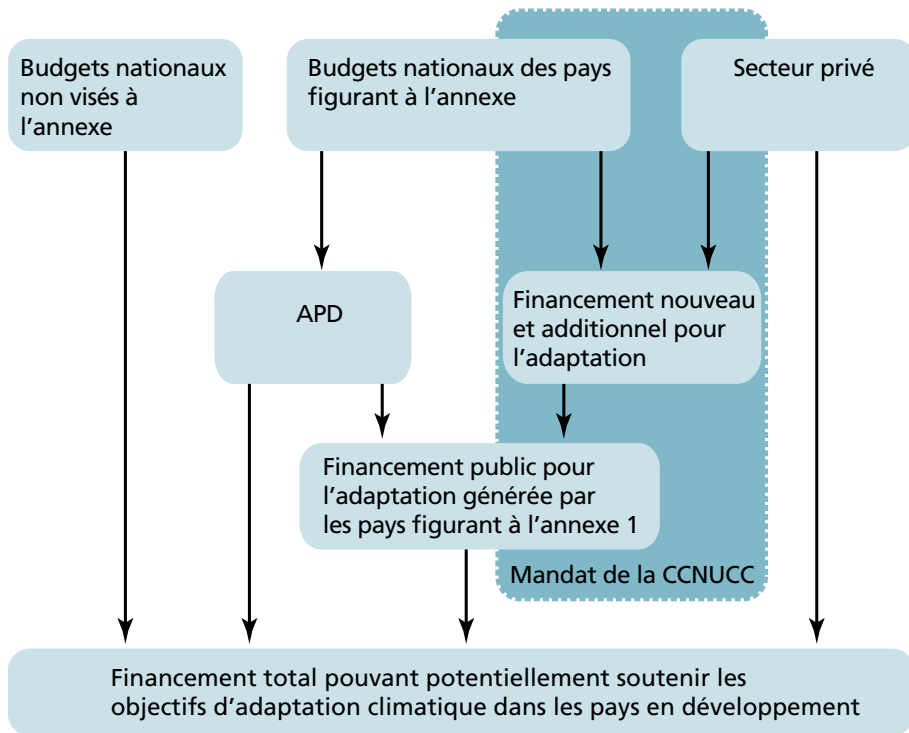 Budgets nationaux
non visés à
l'annexe
Budgets nationaux des pays
figurant à l'annexe
Secteur privé
APD
Financement nouveau
et additionnel pour
l'adaptation
Financement public pour
l'adaptation générée par
les pays figurant à l'annexe 1
Mandat de la CCNUCC
Financement total pouvant potentiellement soutenir les
objectifs d'adaptation climatique dans les pays en développement